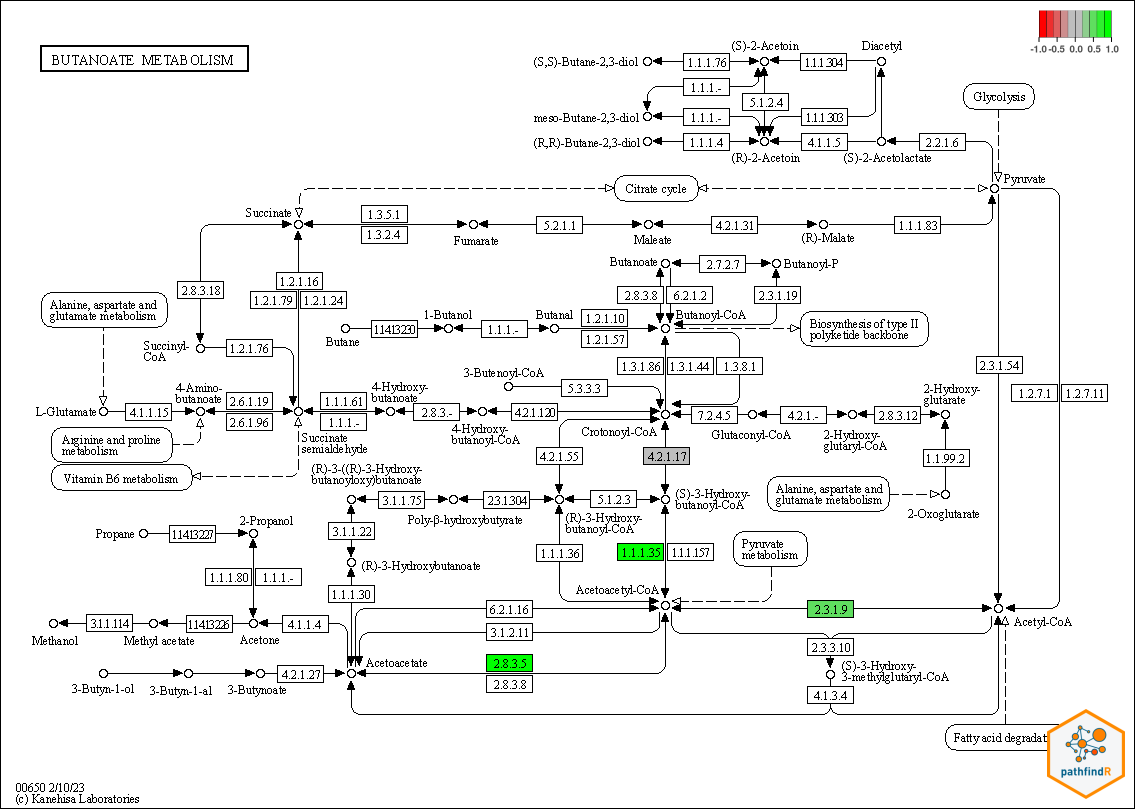 BUTANOATE METABOLISM
-1.0 -0.5 0.0 0.5 1.0
(S)-2-Acetoin
Diacetyl
(S,S)-Butane-2,3-diol
1.1.1.76
1.1.1.304
1.1.1.-
5.1.2.4
Glycolysis
meso-Butane-2,3-diol
1.1.1.-
1.1.1.303
(R,R)-Butane-2,3-diol
1.1.1.4
4.1.1.5
2.2.1.6
(R)-2-Acetoin
(S)-2-Acetolactate
Pyruvate
Citrate cycle
Succinate
1.3.5.1
1.3.2.4
5.2.1.1
4.2.1.31
1.1.1.83
Fumarate
Maleate
(R)-Malate
Butanoate
2.7.2.7
Butanoyl-P
2.8.3.18
1.2.1.16
1.2.1.79
1.2.1.24
2.8.3.8
6.2.1.2
2.3.1.19
Alanine, aspartate and
glutamate metabolism
1-Butanol
Butanal
1.2.1.10
Butanoyl-CoA
11413230
1.1.1.-
1.2.1.57
Butane
Biosynthesis of type II
polyketide backbone
Succinyl-
CoA
1.2.1.76
1.3.1.86
1.3.1.44
1.3.8.1
2.3.1.54
3-Butenoyl-CoA
5.3.3.3
1.2.7.1
1.2.7.11
4-Amino-
butanoate
4-Hydroxy-
butanoate
2-Hydroxy-
glutarate
L-Glutamate
4.1.1.15
2.6.1.19
2.6.1.96
1.1.1.61
1.1.1.-
2.8.3.-
4.2.1.120
7.2.4.5
4.2.1.-
2.8.3.12
4-Hydroxy-
butanoyl-CoA
Crotonoyl-CoA
Glutaconyl-CoA
2-Hydroxy-
glutaryl-CoA
Arginine and proline
metabolism
Succinate
semialdehyde
4.2.1.55
4.2.1.17
1.1.99.2
Vitamin B6 metabolism
(R)-3-((R)-3-Hydroxy-
butanoyloxy)butanoate
3.1.1.75
2.3.1.304
5.1.2.3
(S)-3-Hydroxy-
butanoyl-CoA
Alanine, aspartate and
glutamate metabolism
Poly-β-hydroxybutyrate
(R)-3-Hydroxy-
butanoyl-CoA
2-Oxoglutarate
2-Propanol
Propane
11413227
3.1.1.22
1.1.1.36
1.1.1.35
1.1.1.157
Pyruvate
metabolism
(R)-3-Hydroxybutanoate
1.1.1.80
1.1.1.-
1.1.1.30
Acetoacetyl-CoA
6.2.1.16
2.3.1.9
3.1.1.114
11413226
4.1.1.4
3.1.2.11
Acetyl-CoA
Methanol
Methyl acetate
Acetone
2.3.3.10
Acetoacetate
2.8.3.5
2.8.3.8
(S)-3-Hydroxy-
3-methylglutaryl-CoA
4.2.1.27
4.1.3.4
3-Butyn-1-ol
3-Butyn-1-al
3-Butynoate
Fatty acid degradati
pathfindR
00650 2/10/23
(c) Kanehisa Laboratories